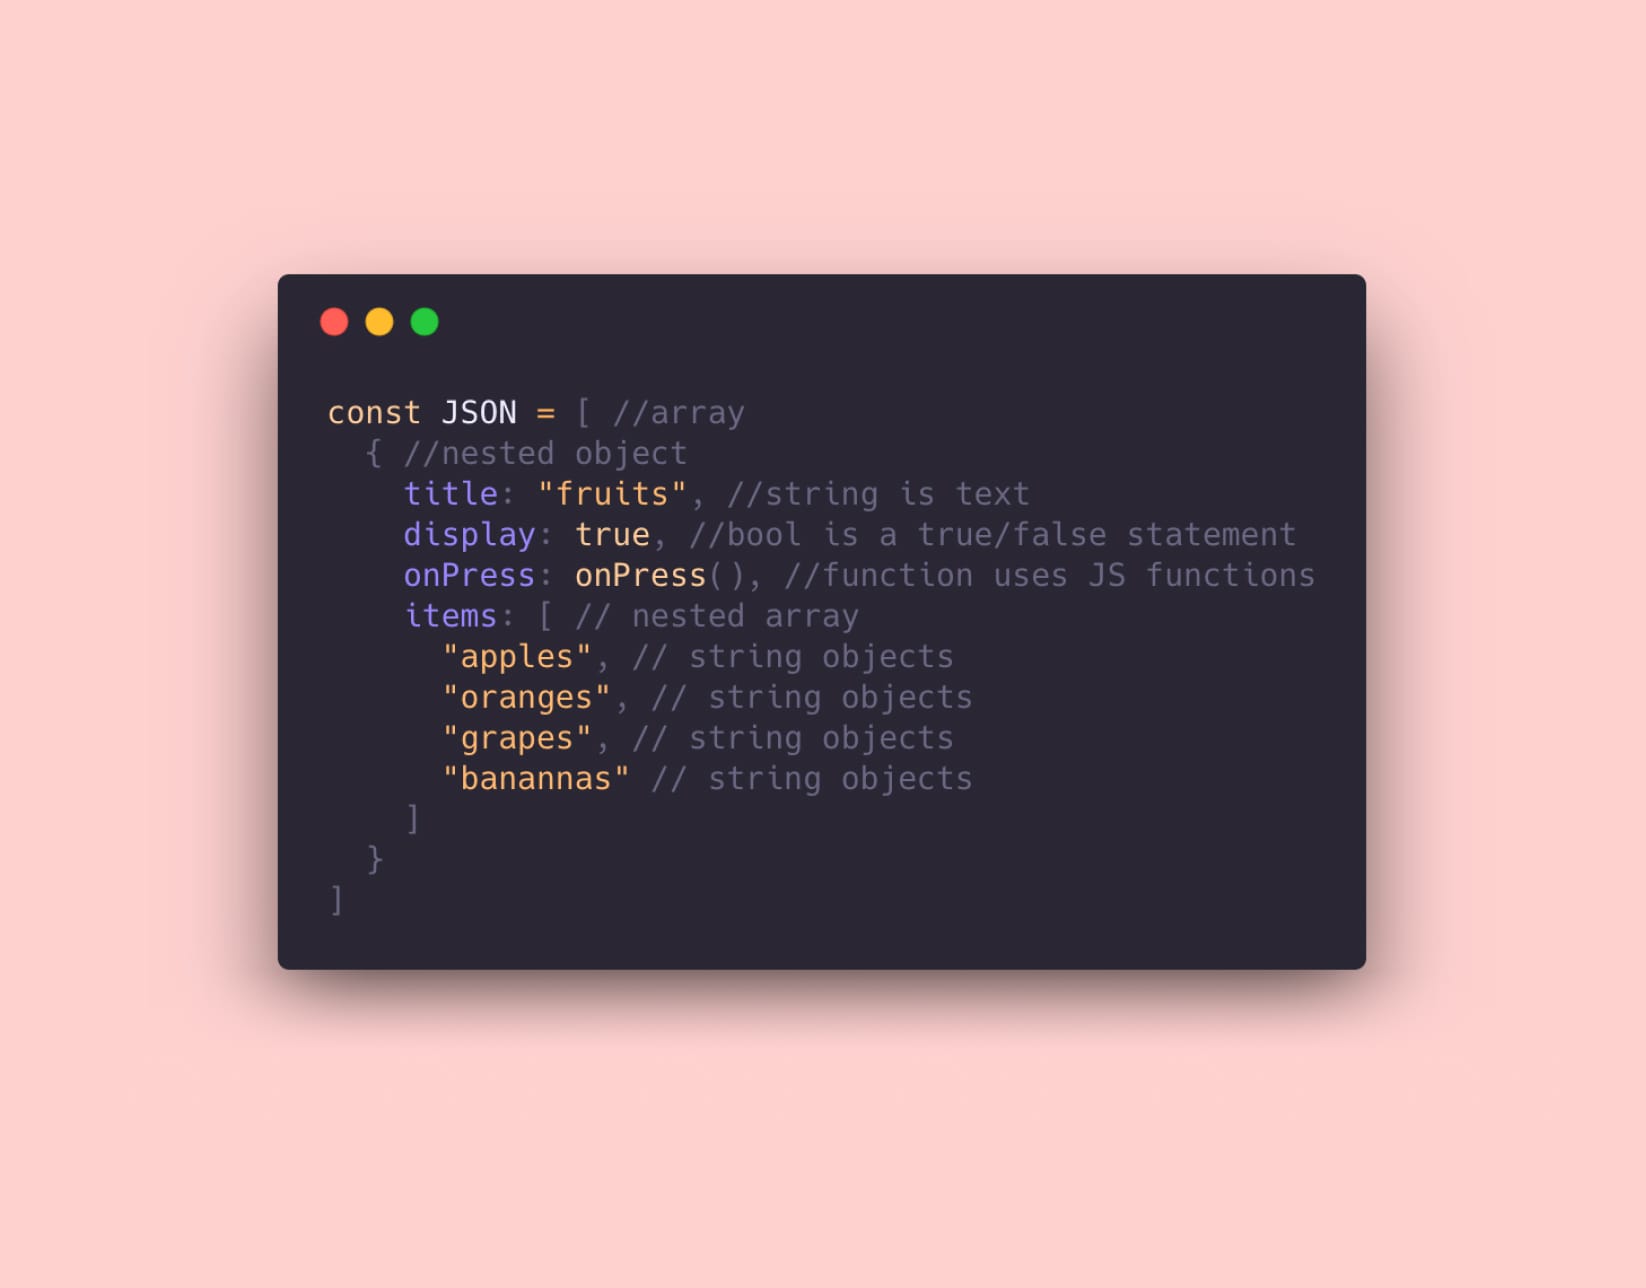 const JSON = [ //array
{ //nested object
title: "fruits", //string is text
display: true, //bool is a true/false statement
onPress: onPress(), //function uses JS functions
items: [ // nested array
"apples", // string objects
"oranges", // string objects
"grapes", // string objects
"banannas" // string objects
]
}
]